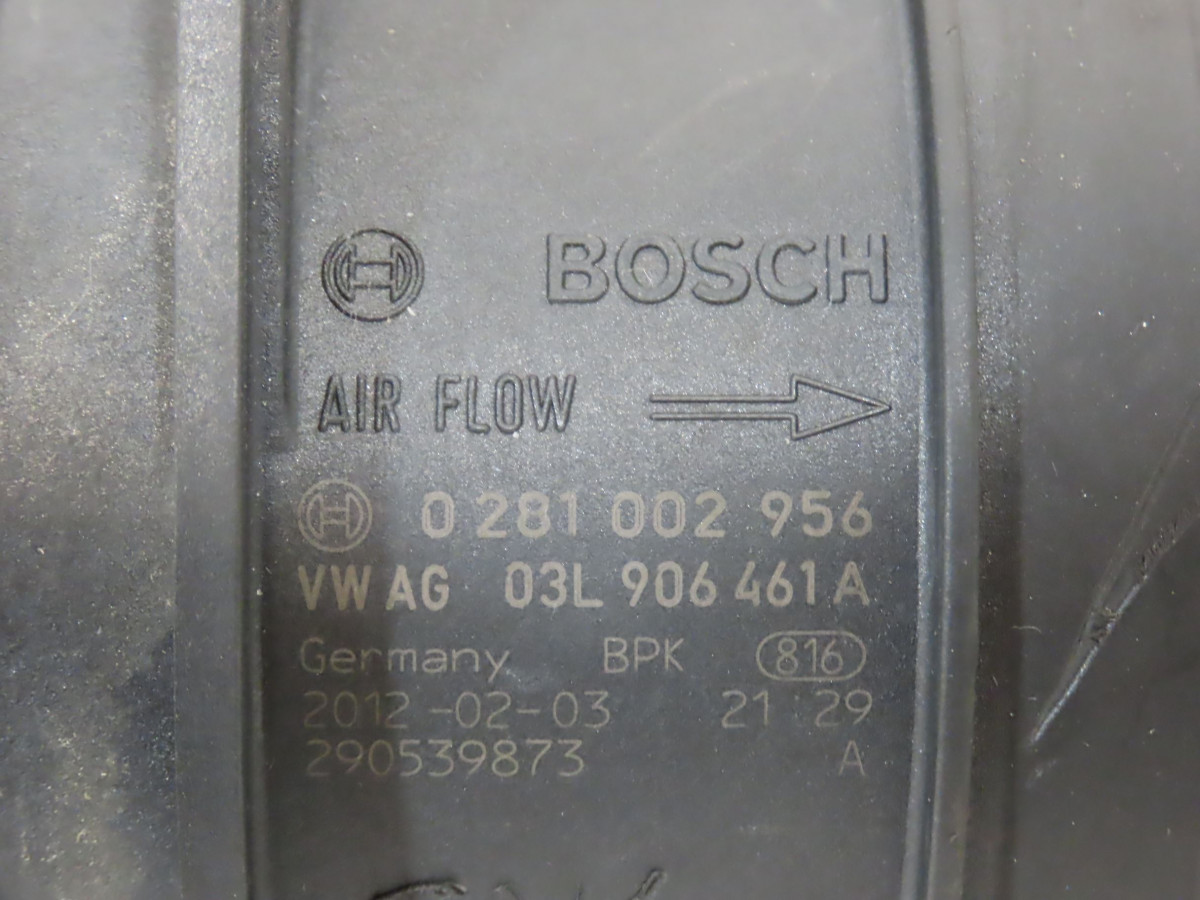 BOSCH
AIR FLOW
0 281 002 956
VW AG 03L 906 461 A
Germany BPK 816
2012-02-03 21 29
290539873 A